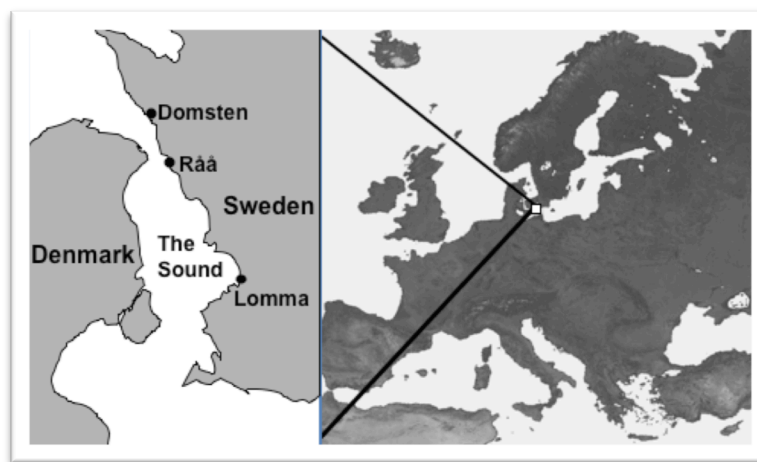 Domsten
Råå
Sweden
Denmark
The
Sound
Lomma